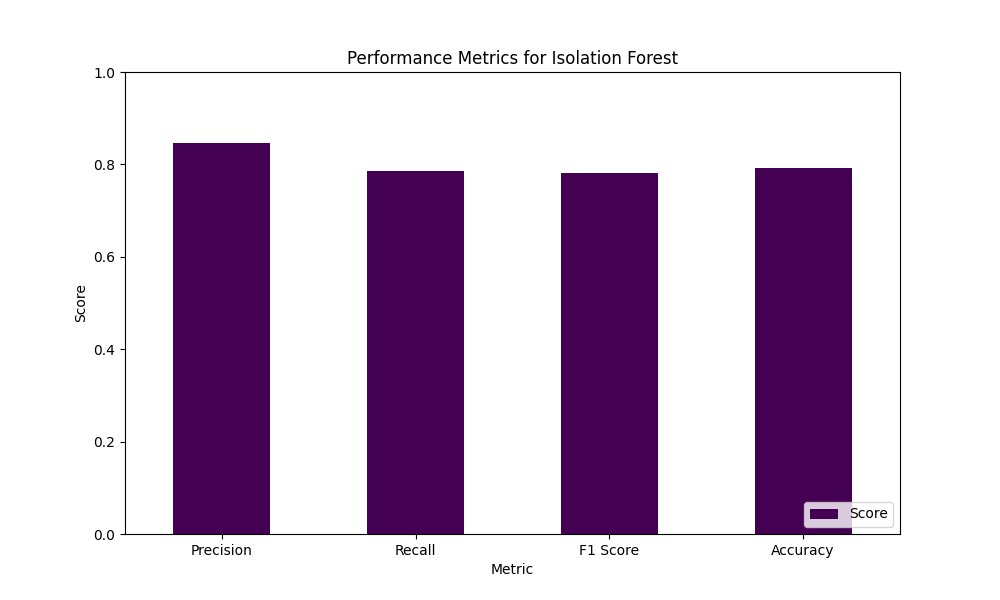 Performance Metrics for Isolation Forest
1.0
0.8
0.6
0.4
0.2
0.0
Score
Precision
Recall
F1 Score
Accuracy
Metric
Score